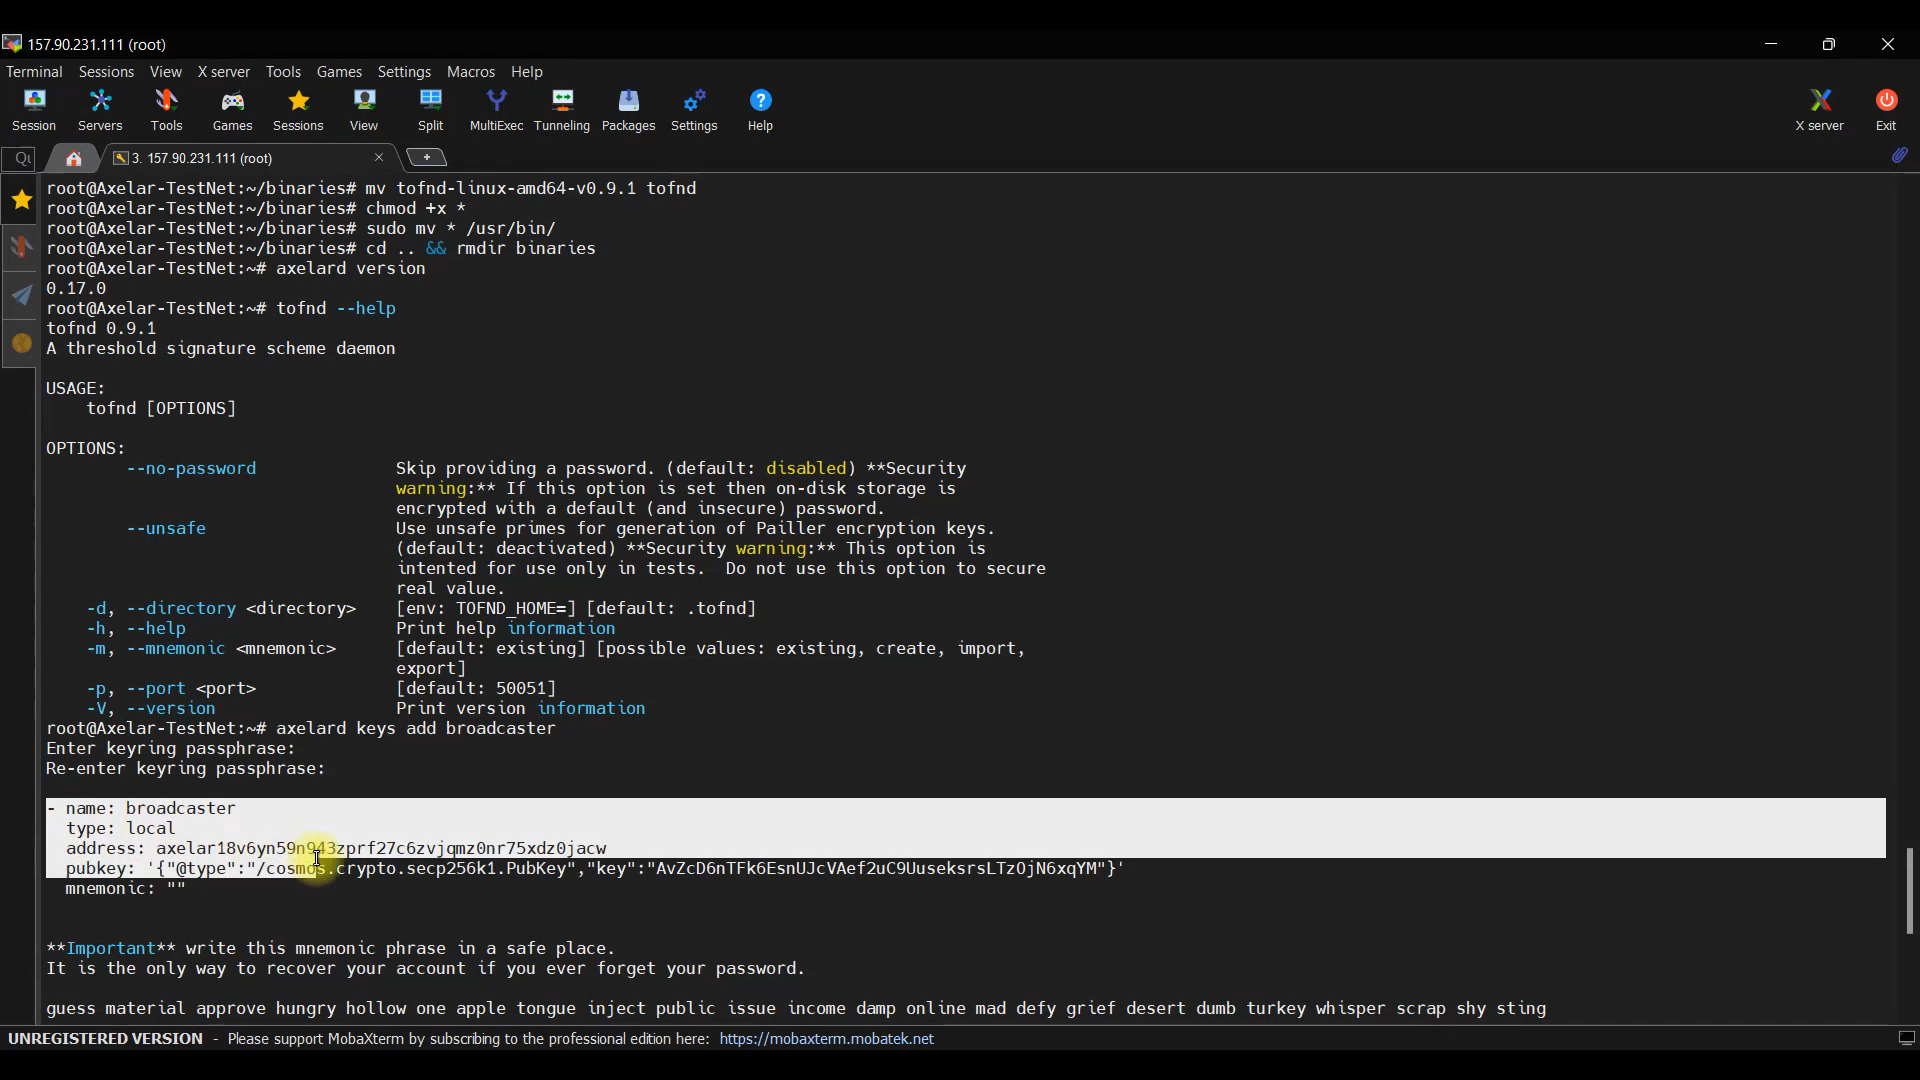 157.90.231.111 (root)
Terminal Sessions View X server Tools Games Settings Macros Help
Session Servers Tools Games Sessions View Split MultiExec Tunneling Packages Settings Help X server Exit
3. 157.90.231.111 (root)
root@Axelar-TestNet:~/binaries# mv tofnd-linux-amd64-v0.9.1 tofnd
root@Axelar-TestNet:~/binaries# chmod +x *
root@Axelar-TestNet:~/binaries# sudo mv * /usr/bin/
root@Axelar-TestNet:~/binaries# cd .. && rmdir binaries
root@Axelar-TestNet:~# axelard version
0.17.0
root@Axelar-TestNet:~# tofnd --help
tofnd 0.9.1
A threshold signature scheme daemon
USAGE:
tofnd [OPTIONS]
OPTIONS:
--no-password Skip providing a password. (default: disabled) **Security
warning:** If this option is set then on-disk storage is
encrypted with a default (and insecure) password.
--unsafe Use unsafe primes for generation of Pailler encryption keys.
(default: deactivated) **Security warning:** This option is
intented for use only in tests. Do not use this option to secure
real value.
-d, --directory <directory> [env: TOFND_HOME=] [default: .tofnd]
-h, --help Print help information
-m, --mnemonic <mnemonic> [default: existing] [possible values: existing, create, import,
export]
-p, --port <port> [default: 50051]
-V, --version Print version information
root@Axelar-TestNet:~# axelard keys add broadcaster
Enter keyring passphrase:
Re-enter keyring passphrase:
- name: broadcaster
type: local
address: axelar18v6yn59n943zprf27c6zvjqmz0nr75xdz0jacw
pubkey: '{"@type":"/cosmos.crypto.secp256k1.PubKey","key":"AvZcD6nTFk6EsnUJcVAef2uC9UuseksrsLTzOjN6xqYM"}'
mnemonic: ""
**Important** write this mnemonic phrase in a safe place.
It is the only way to recover your account if you ever forget your password.
guess material approve hungry hollow one apple tongue inject public issue income damp online mad defy grief desert dumb turkey whisper scrap shy sting
UNREGISTERED VERSION - Please support MobaXterm by subscribing to the professional edition here: https://mobaxterm.mobatek.net